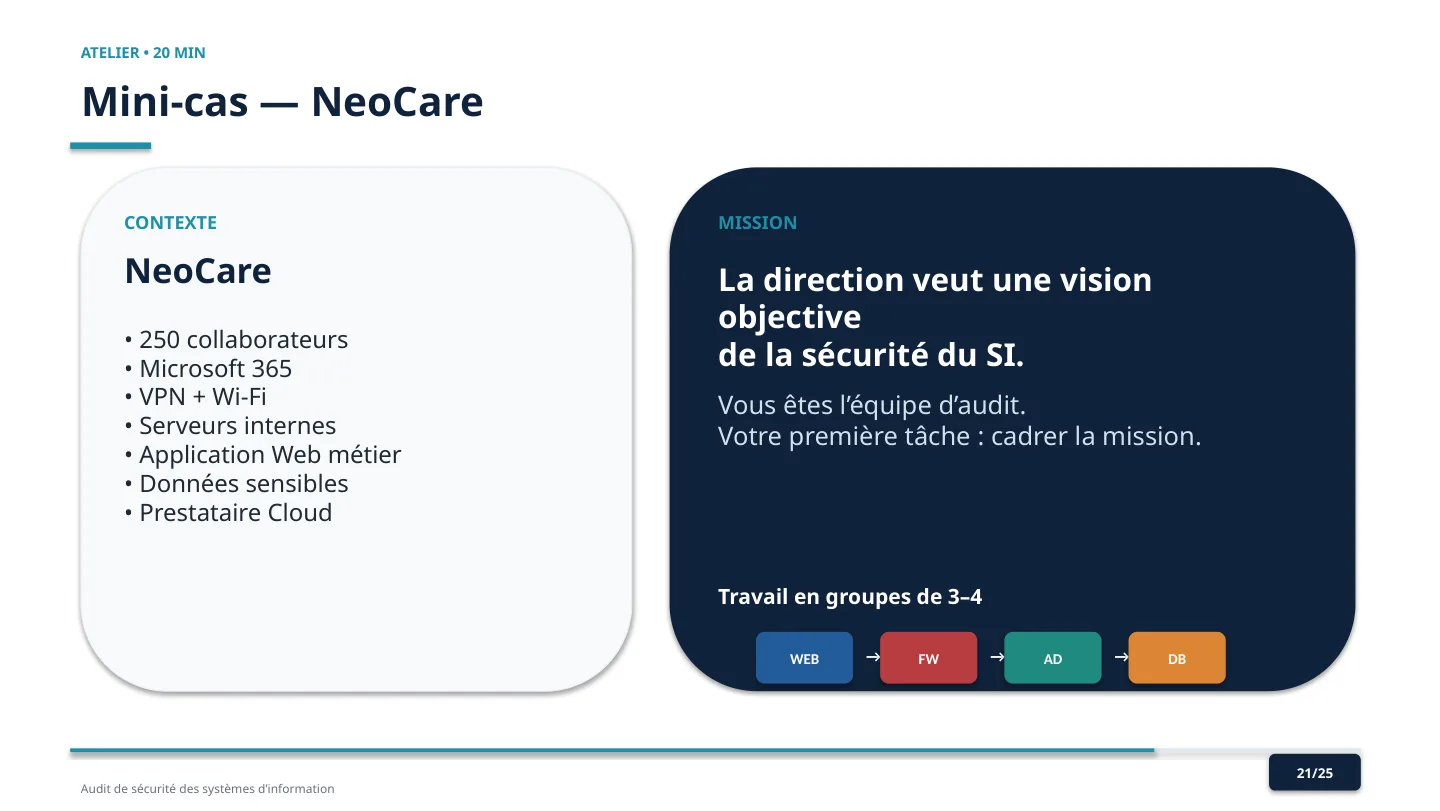 ATELIER • 20 MIN
Mini-cas — NeoCare
CONTEXTE
NeoCare
• 250 collaborateurs
• Microsoft 365
• VPN + Wi-Fi
• Serveurs internes
• Application Web métier
• Données sensibles
• Prestataire Cloud
MISSION
La direction veut une vision
objective
de la sécurité du SI.
Vous êtes l’équipe d’audit.
Votre première tâche : cadrer la mission.
Travail en groupes de 3–4
WEB → FW → AD → DB
Audit de sécurité des systèmes d’information
21/25